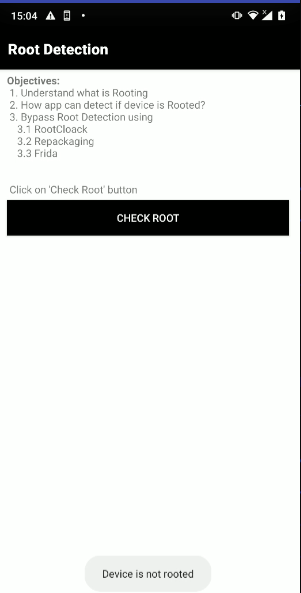 15:04
Root Detection
Objectives:
1. Understand what is Rooting
2. How app can detect if device is Rooted?
3. Bypass Root Detection using
3.1 RootCloack
3.2 Repackaging
3.3 Frida
Click on 'Check Root' button
CHECK ROOT
Device is not rooted